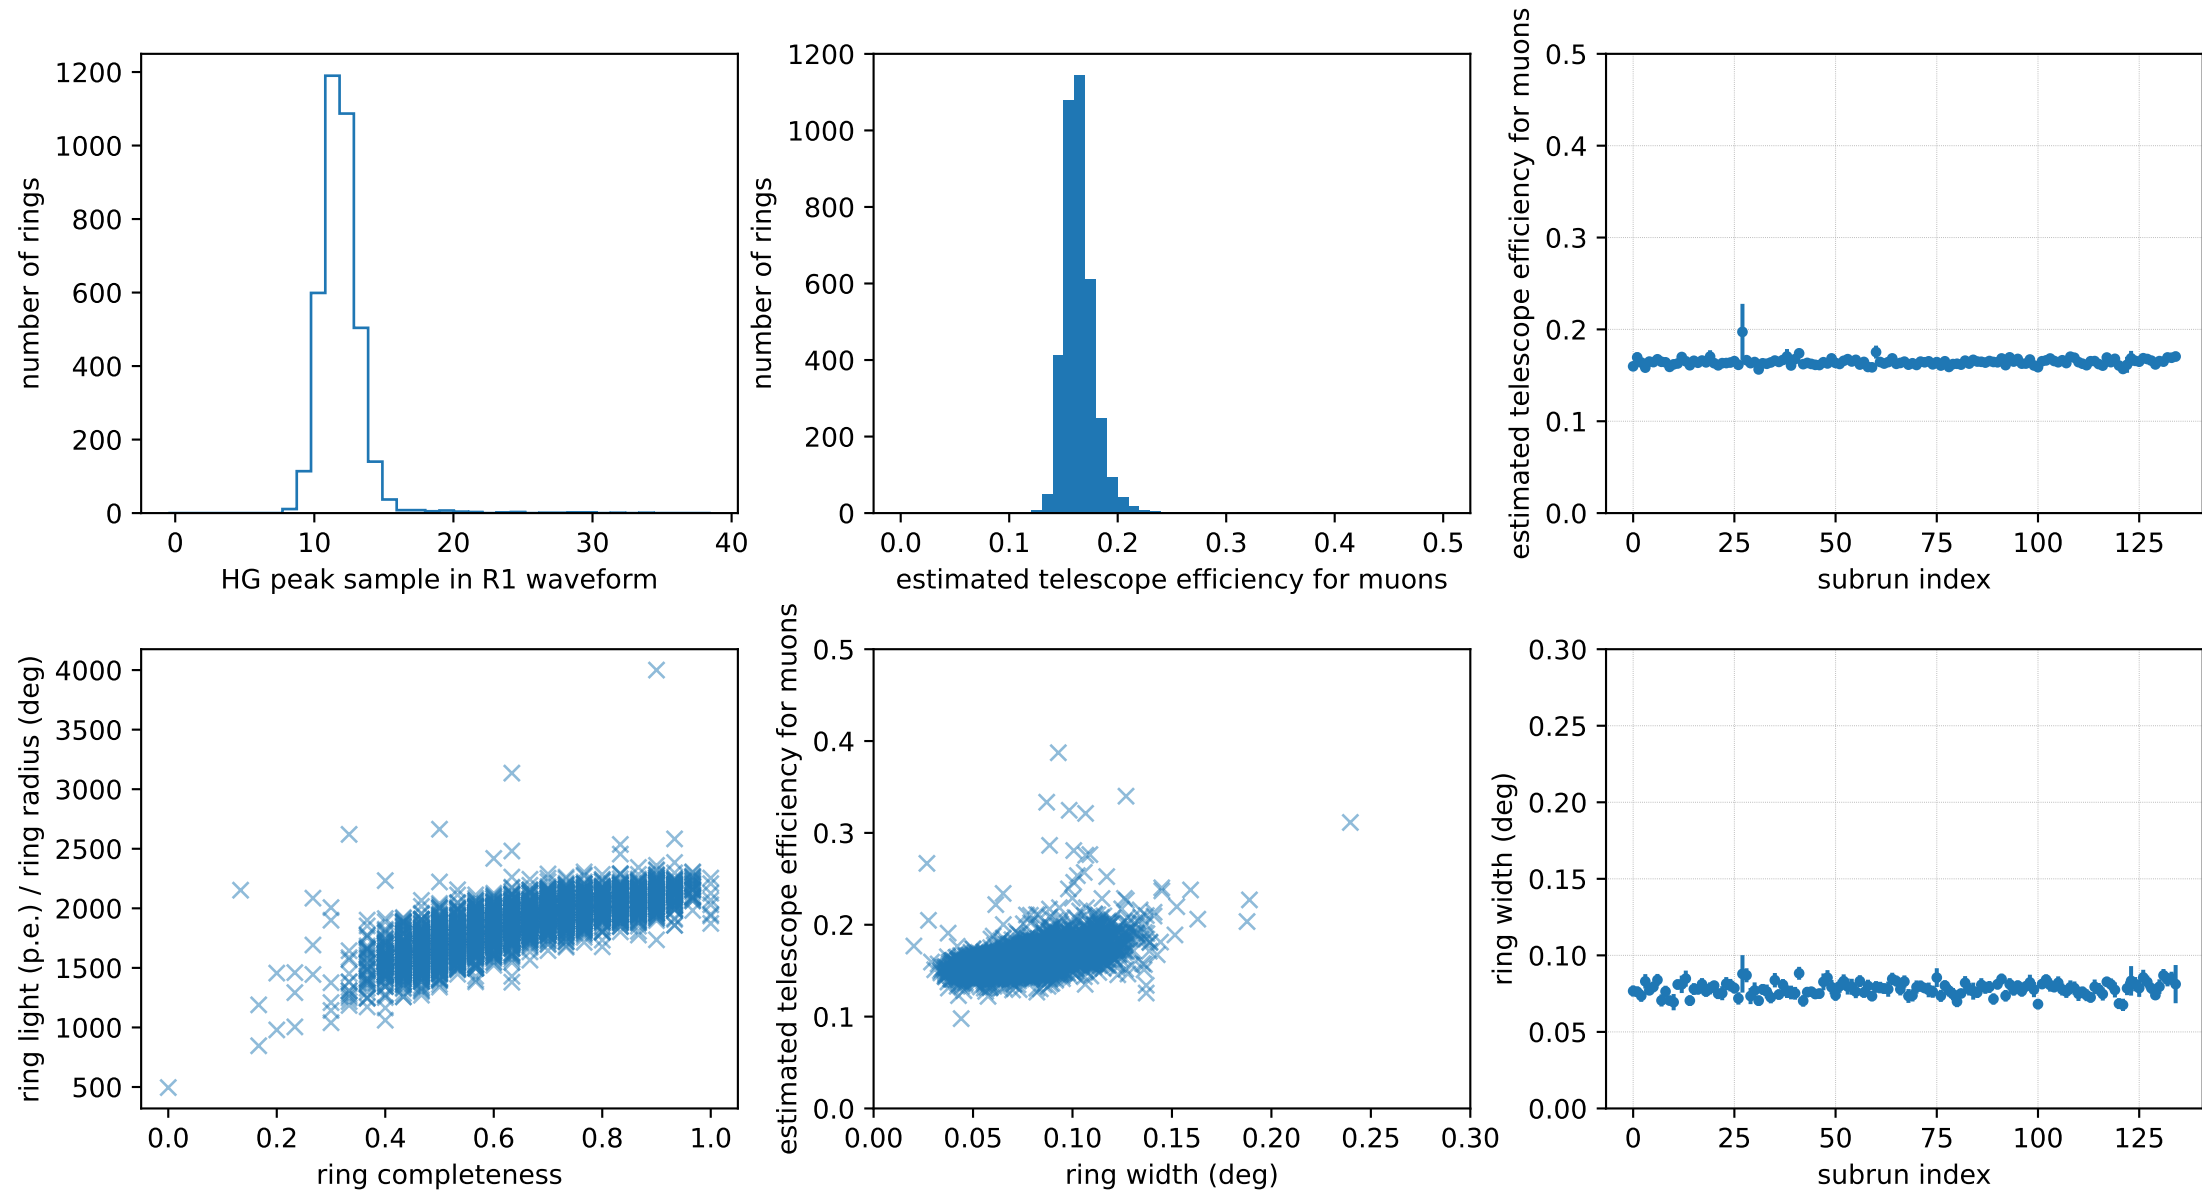 number of rings
1200
1000
800
600
400
200
0
0 10 20 30 40
HG peak sample in R1 waveform
number of rings
1200
1000
800
600
400
200
0
0.0 0.1 0.2 0.3 0.4 0.5
estimated telescope efficiency for muons
estimated telescope efficiency for muons
0.5
0.4
0.3
0.2
0.1
0.0
0 25 50 75 100 125
subrun index
ring light (p.e.) / ring radius (deg)
4000
3500
3000
2500
2000
1500
1000
500
0.0 0.2 0.4 0.6 0.8 1.0
ring completeness
estimated telescope efficiency for muons
0.5
0.4
0.3
0.2
0.1
0.0
0.00 0.05 0.10 0.15 0.20 0.25 0.30
ring width (deg)
ring width (deg)
0.30
0.25
0.20
0.15
0.10
0.05
0.00
0 25 50 75 100 125
subrun index